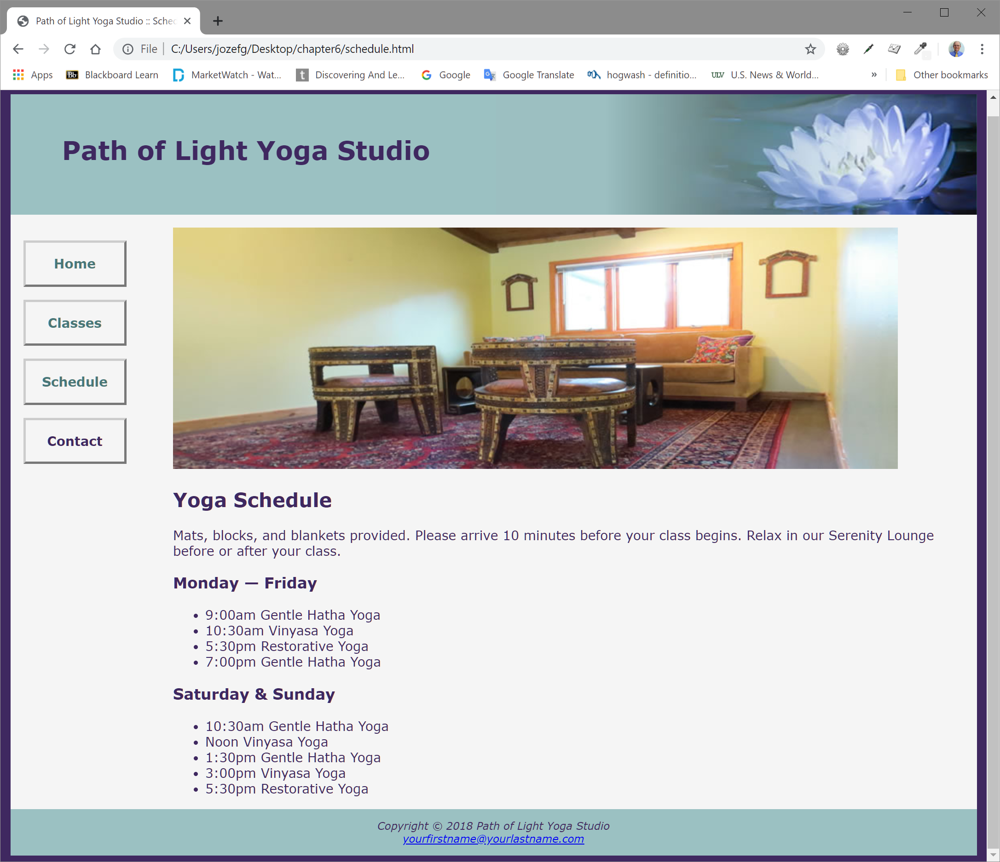 Path of Light Yoga Studio :: Sched
File
C:/Users/jozefg/Desktop/chapter6/schedule.html
Apps
Bb Blackboard Learn
MarketWatch - Wat...
t Discovering And Le...
Google
Google Translate
hogwash - definitio...
ULV U.S. News & World...
»
Other bookmarks
Path of Light Yoga Studio
Home
Classes
Schedule
Contact
Yoga Schedule
Mats, blocks, and blankets provided. Please arrive 10 minutes before your class begins. Relax in our Serenity Lounge
before or after your class.
Monday — Friday
• 9:00am Gentle Hatha Yoga
• 10:30am Vinyasa Yoga
• 5:30pm Restorative Yoga
• 7:00pm Gentle Hatha Yoga
Saturday & Sunday
• 10:30am Gentle Hatha Yoga
• Noon Vinyasa Yoga
• 1:30pm Gentle Hatha Yoga
• 3:00pm Vinyasa Yoga
• 5:30pm Restorative Yoga
Copyright © 2018 Path of Light Yoga Studio
yourfirstname@yourlastname.com